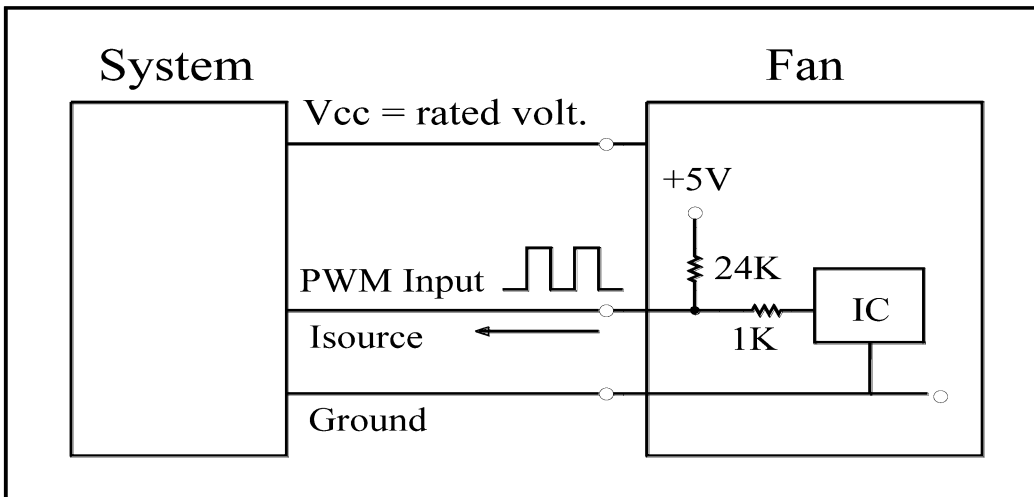 System
Fan
Vcc = rated volt.
+5V
24K
PWM Input
IC
1K
Isource
Ground